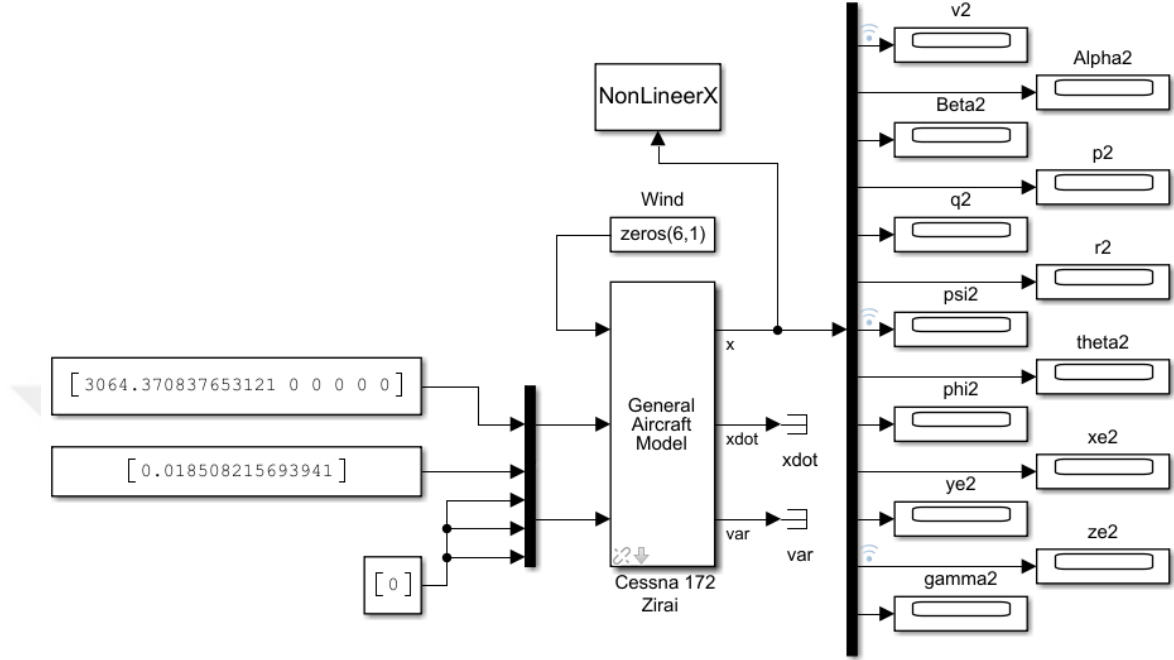 v2
Alpha2
NonLineerX
Beta2
p2
Wind
q2
zeros(6,1)
r2
psi2
x
theta2
[3064.370837653121 0 0 0 0 0]
phi2
General
Aircraft
Model
xdot
xdot
xe2
[0.018508215693941]
ye2
var
var
ze2
[0]
gamma2
Cessna 172
Zirai